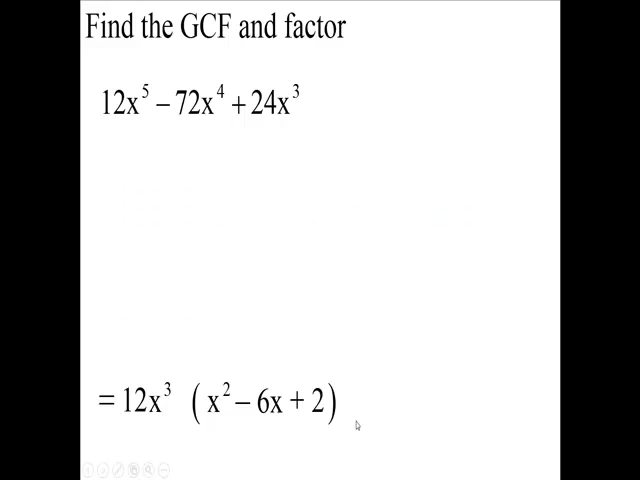 Find the GCF and factor
12x⁵ − 72x⁴ + 24x³
= 12x³ (x² − 6x + 2)